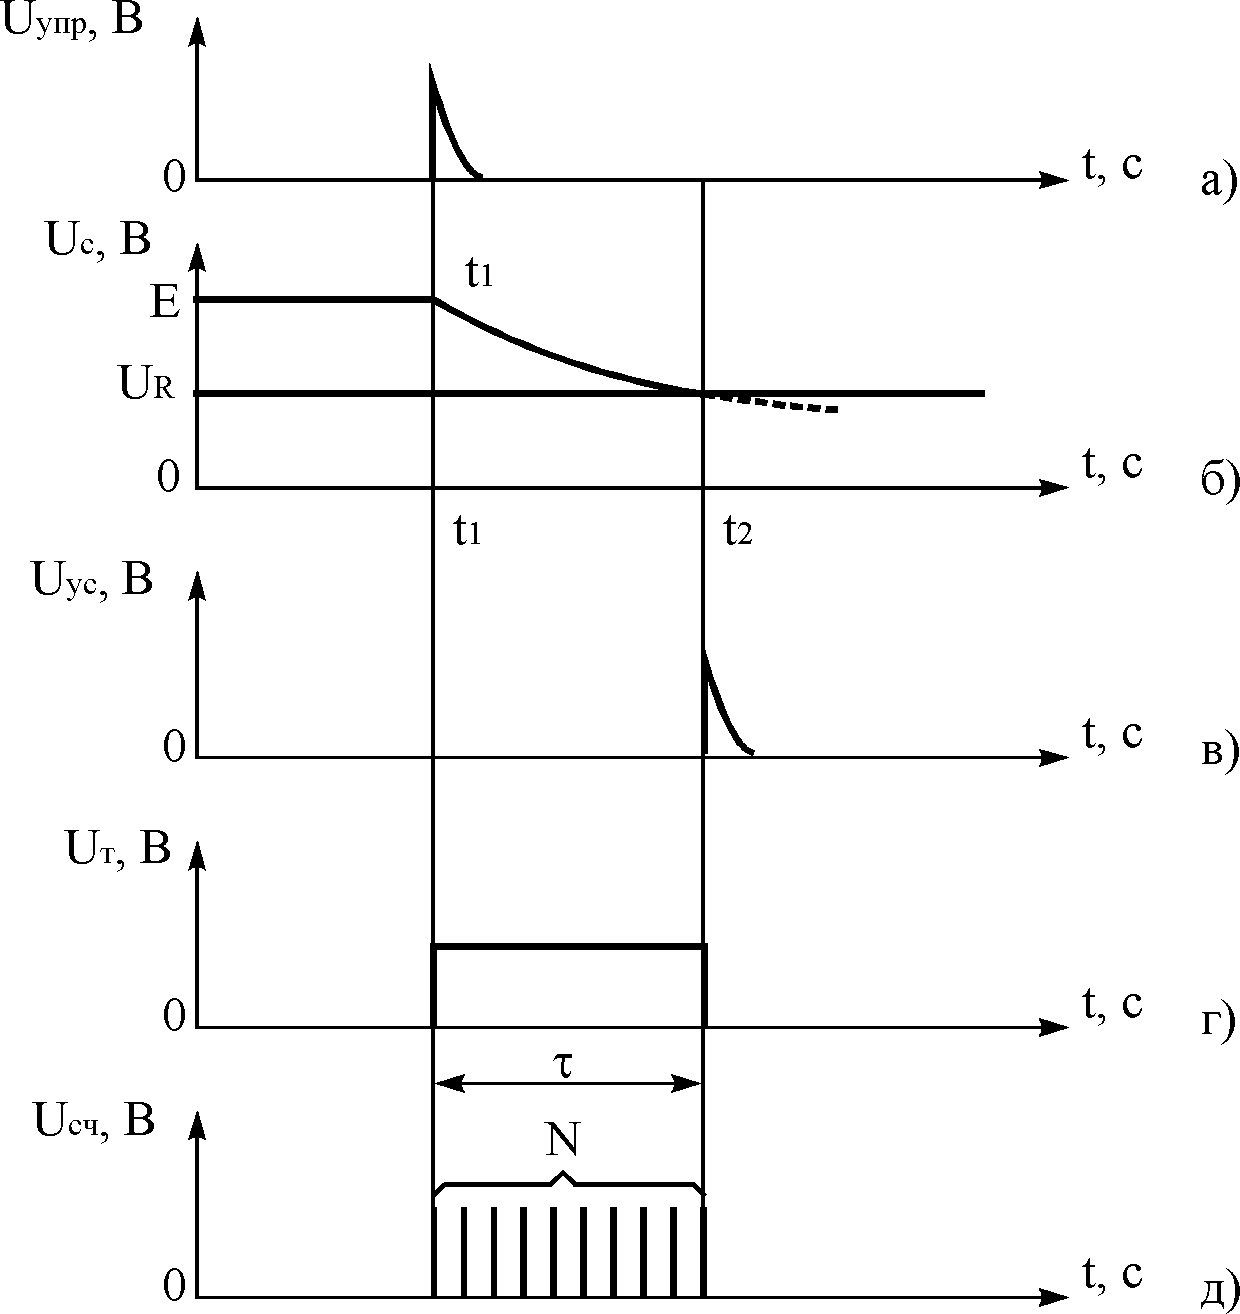 Uупр, В
0
t, с
а)
Uс, В
t1
E
UR
0
t, с
б)
t1
t2
Uус, В
0
t, с
в)
Uт, В
0
t, с
г)
τ
Uсч, В
N
0
t, с
д)